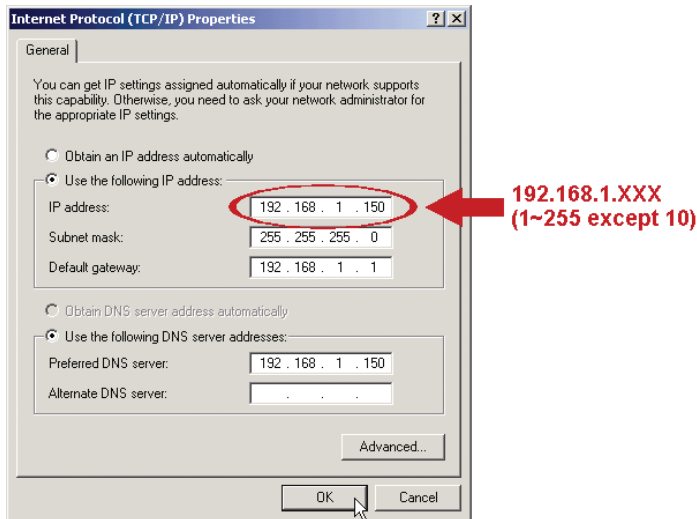 Internet Protocol (TCP/IP) Properties
General
You can get IP settings assigned automatically if your network supports
this capability. Otherwise, you need to ask your network administrator for
the appropriate IP settings.
Obtain an IP address automatically
Use the following IP address:
IP address: 192 . 168 . 1 . 150
Subnet mask: 255 . 255 . 255 . 0
Default gateway: 192 . 168 . 1 . 1
192.168.1.XXX
(1~255 except 10)
Obtain DNS server address automatically
Use the following DNS server addresses:
Preferred DNS server: 192 . 168 . 1 . 150
Alternate DNS server: . . .
Advanced...
OK Cancel